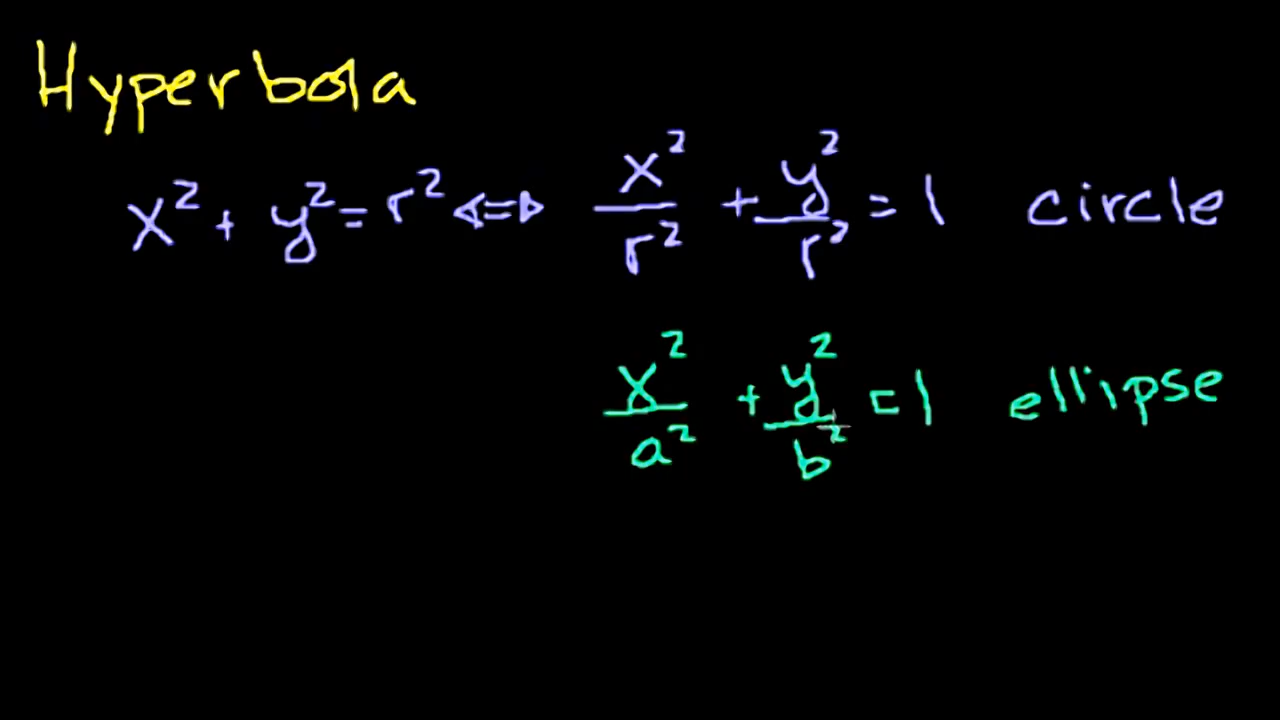 Hyperbola
x² + y² = r² ⇔ x²/r² + y²/r² = 1 circle
x²/a² + y²/b² = 1 ellipse